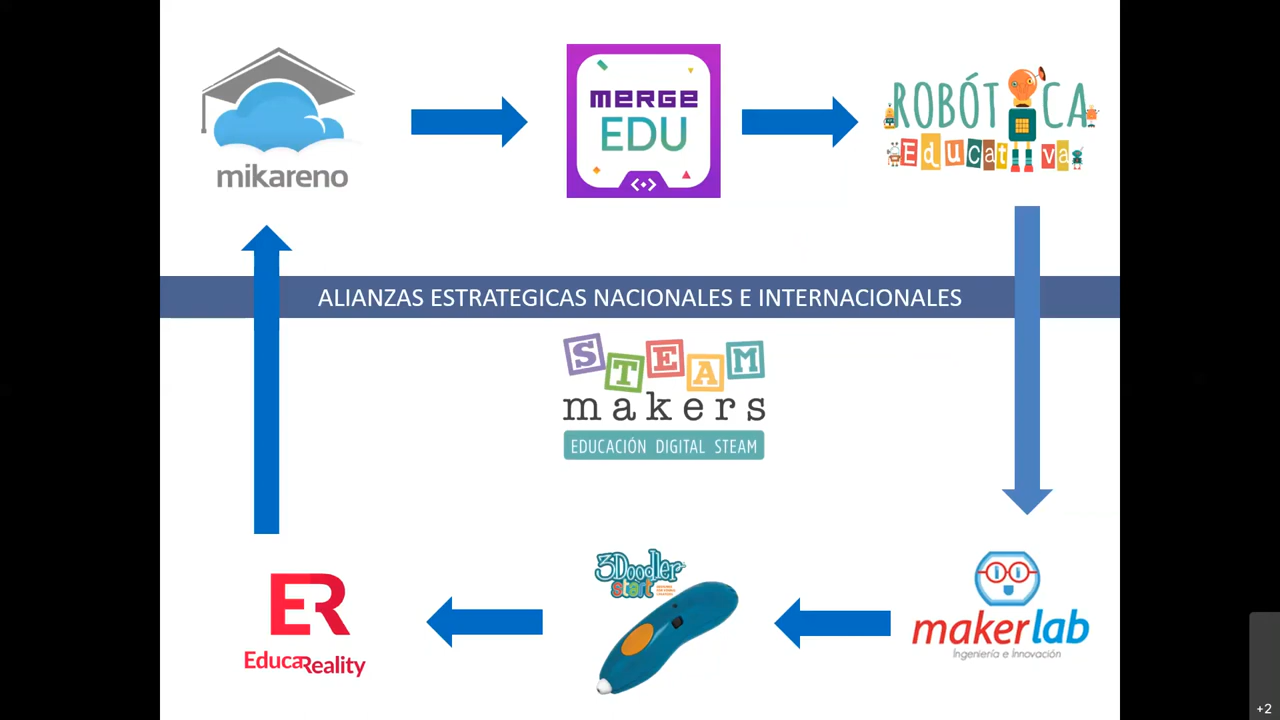 MERGE
EDU
ROBÓTICA
Educativa
mikareno
ALIANZAS ESTRATEGICAS NACIONALES E INTERNACIONALES
STEAM
makers
EDUCACIÓN DIGITAL STEAM
3Doodler
start
ER
EducaReality
makerlab
Ingeniería e Innovación
+2